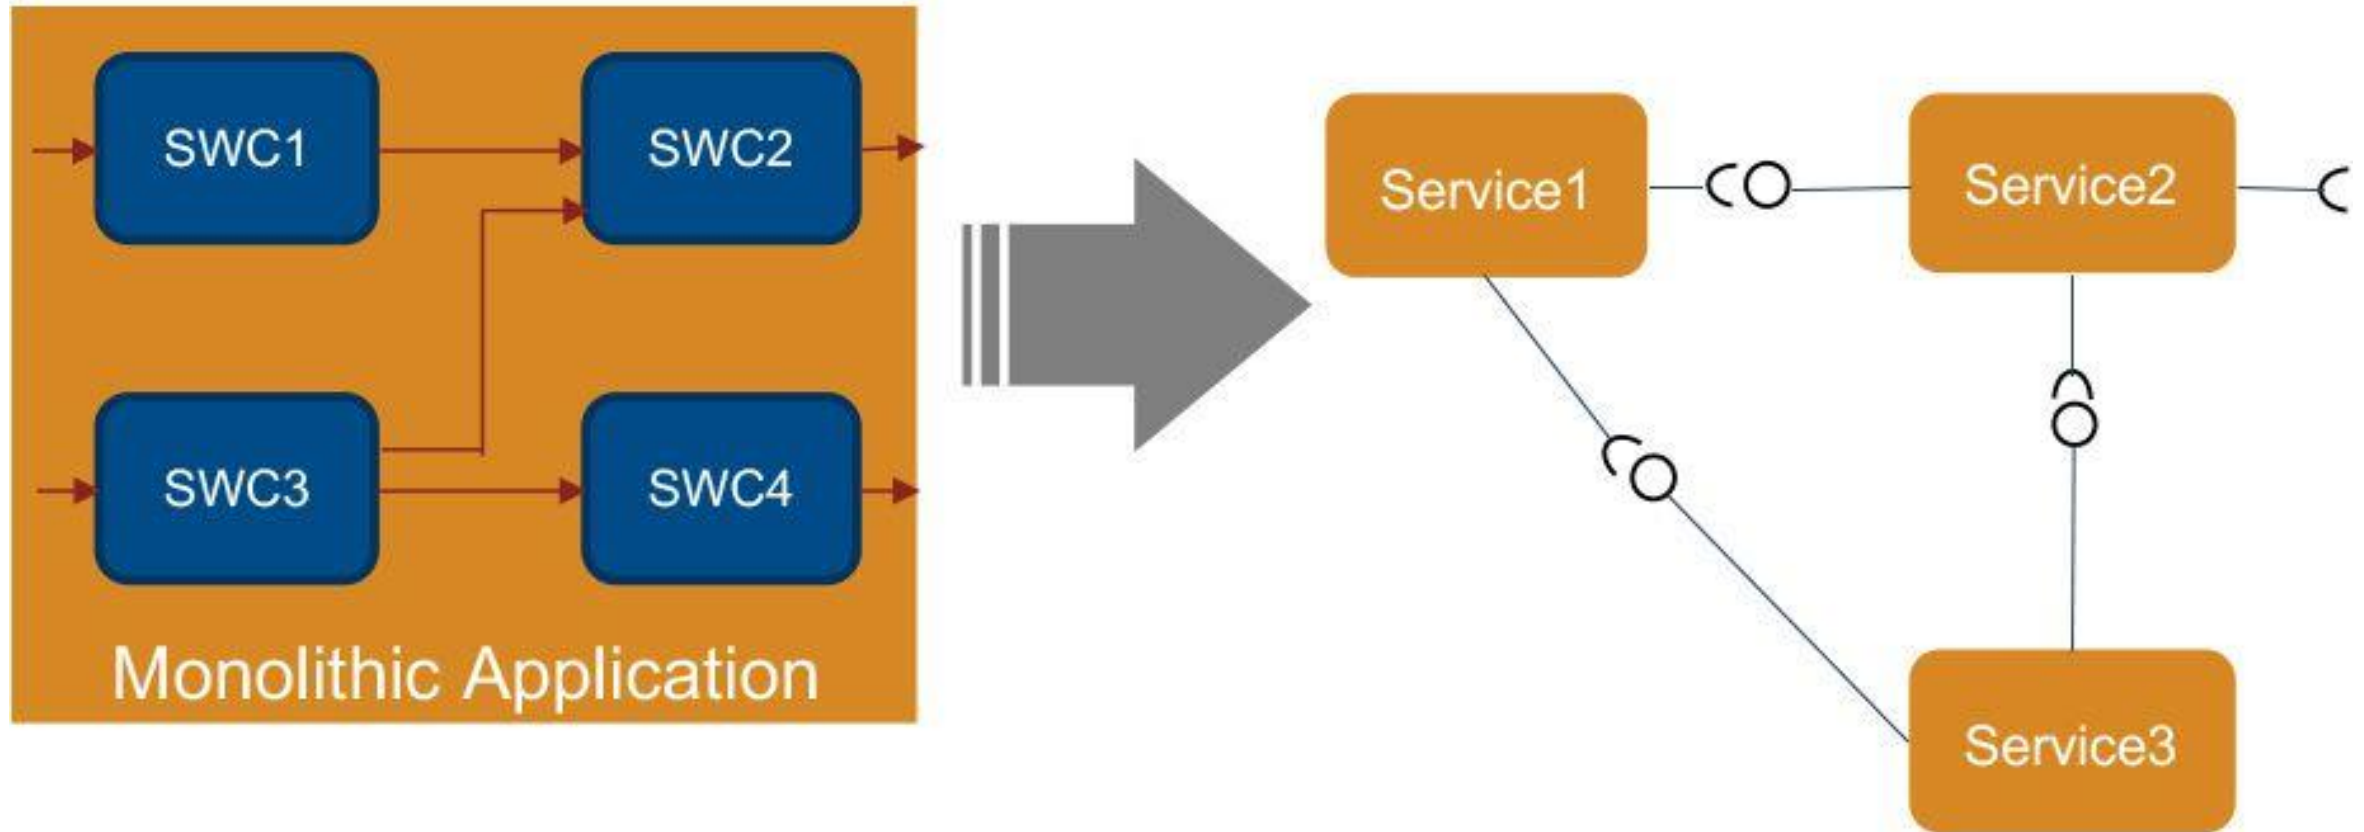 SWC1
SWC2
SWC3
SWC4
Monolithic Application
Service1
Service2
Service3